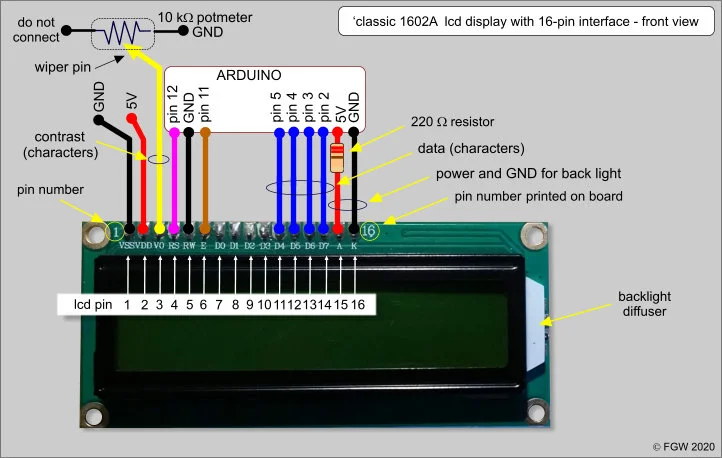 'classic 1602A lcd display with 16-pin interface - front view
do not
connect
10 kΩ potmeter
GND
wiper pin
ARDUINO
GND
5V
pin 12
GND
pin 11
pin 5
pin 4
pin 3
pin 2
5V
GND
contrast
(characters)
220 Ω resistor
data (characters)
power and GND for back light
pin number
pin number printed on board
1
16
VSS VDD V0 RS RW E D0 D1 D2 D3 D4 D5 D6 D7 A K
lcd pin 1 2 3 4 5 6 7 8 9 10 11 12 13 14 15 16
backlight
diffuser
© FGW 2020